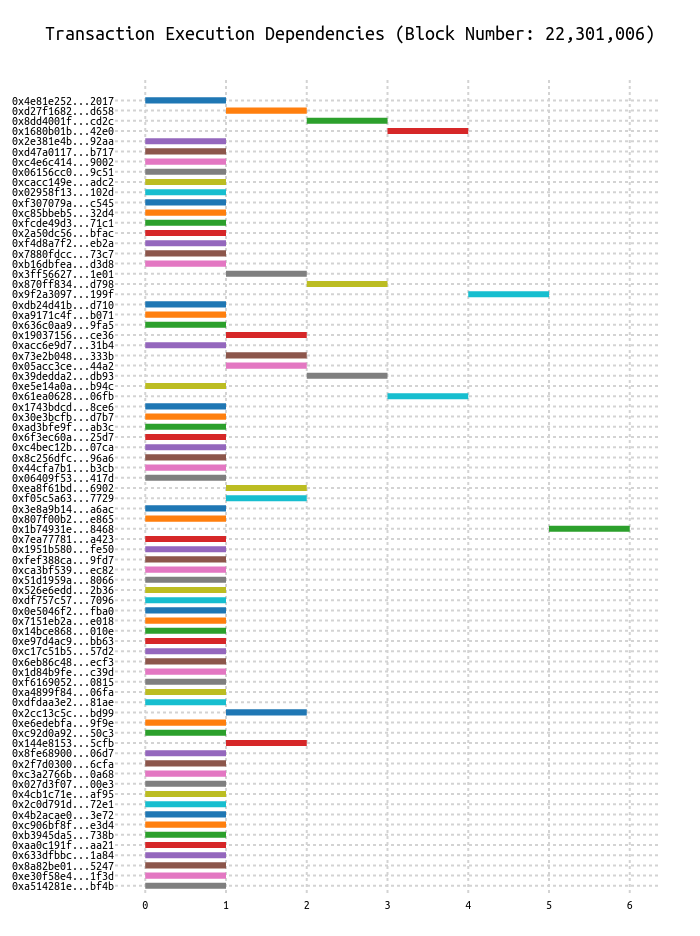 Transaction Execution Dependencies (Block Number: 22,301,006)
0x4e81e252...2017
0xd27f1682...d658
0x8dd4001f...cd2c
0x1680b01b...42e0
0x2e381e4b...92aa
0xd47a0117...b717
0xc4e6c414...9002
0x06156cc0...9c51
0xcacc149e...adc2
0x02958f13...102d
0xf307079a...c545
0xc85bbeb5...32d4
0xfcde49d3...71c1
0x2a50dc56...bfac
0xf4d8a7f2...eb2a
0x7880fdcc...73c7
0xb16dbfea...d3d8
0x3ff56627...1e01
0x870ff834...d798
0x9f2a3097...199f
0xdb24d41b...d710
0xa9171c4f...b071
0x636c0aa9...9fa5
0x19037156...ce36
0xacc6e9d7...31b4
0x73e2b048...333b
0x05acc3ce...44a2
0x39dedda2...db93
0xe5e14a0a...b94c
0x61ea0628...06fb
0x1743bdcd...8ce6
0x30e3bcfb...d7b7
0xad3bfe9f...ab3c
0x6f3ec60a...25d7
0xc4bec12b...07ca
0x8c256dfc...96a6
0x44cfa7b1...b3cb
0x06409f53...417d
0xea8f61bd...6902
0xf05c5a63...7729
0x3e8a9b14...a6ac
0x807f00b2...e865
0x1b74931e...8468
0x7ea77781...a423
0x1951b580...fe50
0xfef388ca...9fd7
0xca3bf539...ec82
0x51d1959a...8066
0x526e6edd...2b36
0xdf757c57...7096
0x0e5046f2...fba0
0x7151eb2a...e018
0x14bce868...010e
0xe97d4ac9...bb63
0xc17c51b5...57d2
0x6eb86c48...ecf3
0x1d84b9fe...c39d
0xf6169052...0815
0xa4899f84...06fa
0xdfdaa3e2...81ae
0x2cc13c5c...bd99
0xe6edebfa...9f9e
0xc92d0a92...50c3
0x144e8153...5cfb
0x8fe68900...06d7
0x2f7d0300...6cfa
0xc3a2766b...0a68
0x027d3f07...00e3
0x4cb1c71e...af95
0x2c0d791d...72e1
0x4b2acae0...3e72
0xc906bf8f...e3d4
0xb3945da5...738b
0xaa0c191f...aa21
0x633dfbbc...1a84
0x8a82be01...5247
0xe30f58e4...1f3d
0xa514281e...bf4b
0 1 2 3 4 5 6